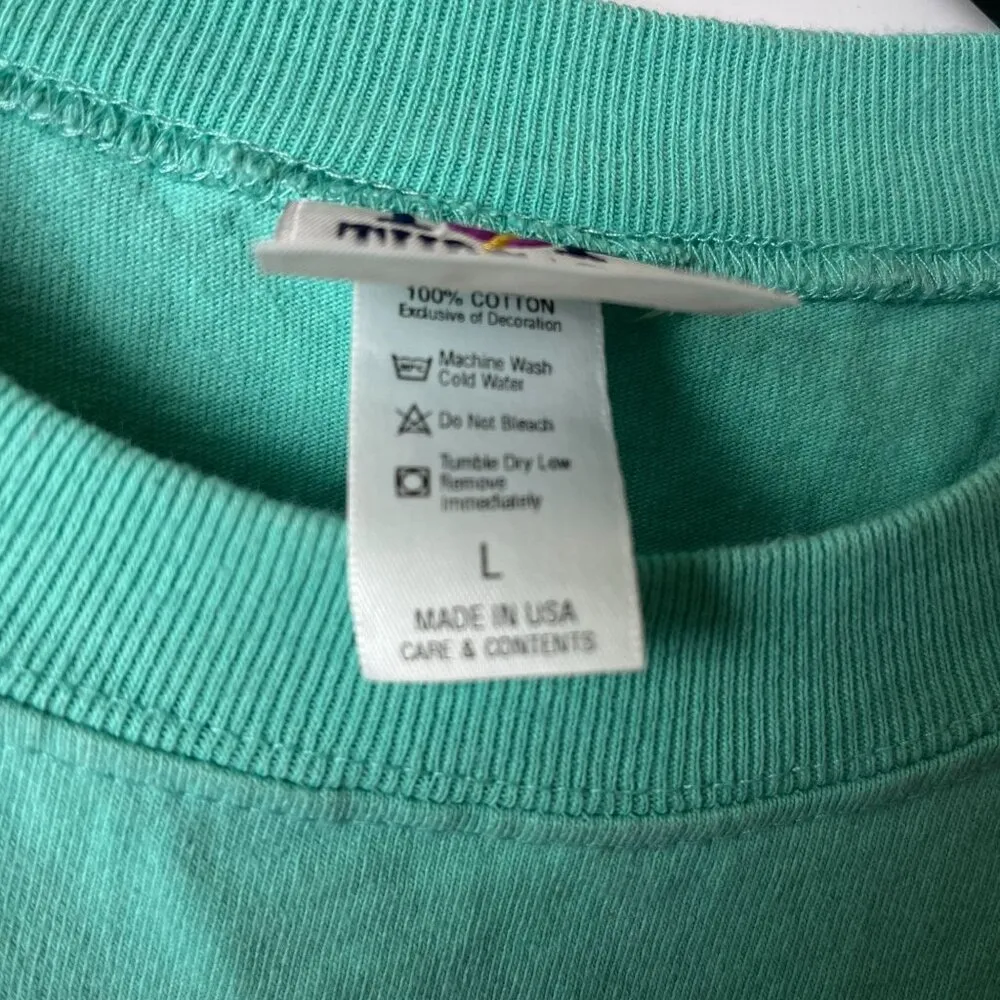 100% COTTON
Exclusive of Decoration
Machine Wash
Cold Water
Do Not Bleach
Tumble Dry Low
Remove
Immediately
L
MADE IN USA
CARE & CONTENTS